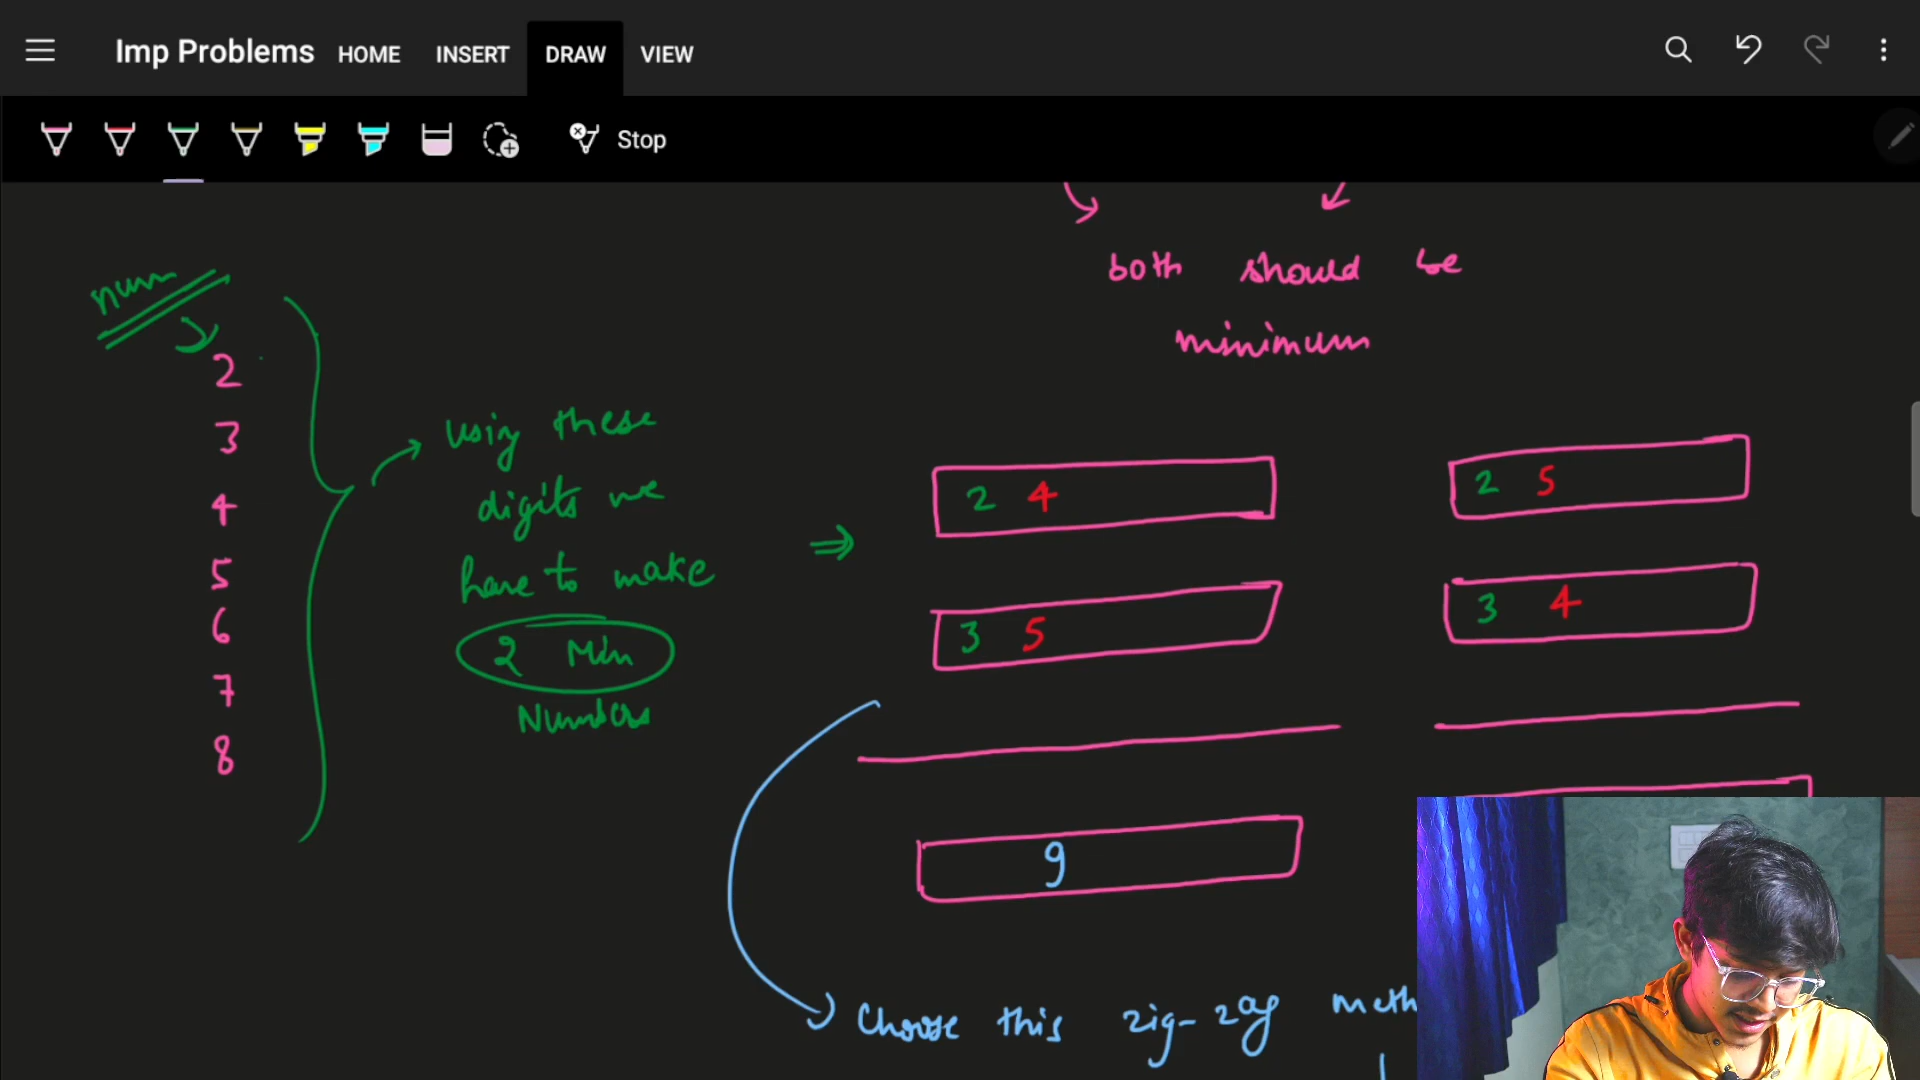 Imp Problems HOME INSERT DRAW VIEW
Stop
both should be
minimum
num
2
3
4
5
6
7
8
Using these
digits we
have to make
2 Min
Numbers
⇒
2 4
3 5
9
2 5
3 4
Choose this zig-zag meth